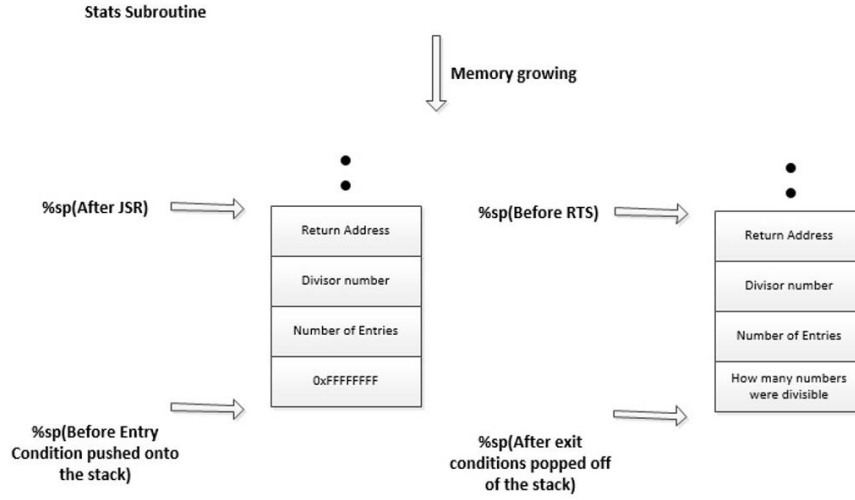 Stats Subroutine
Memory growing
%sp(After JSR)
Return Address
Divisor number
Number of Entries
0xFFFFFFFF
%sp(Before Entry
Condition pushed onto
the stack)
%sp(Before RTS)
Return Address
Divisor number
Number of Entries
How many numbers
were divisible
%sp(After exit
conditions popped off
of the stack)